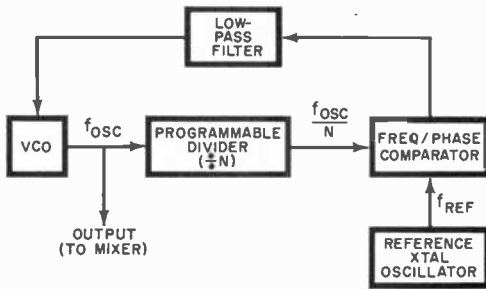 LOW-
PASS
FILTER
VCO
fOSC
PROGRAMMABLE
DIVIDER
(÷N)
fOSC
N
FREQ/PHASE
COMPARATOR
fREF
OUTPUT
(TO MIXER)
REFERENCE
XTAL
OSCILLATOR